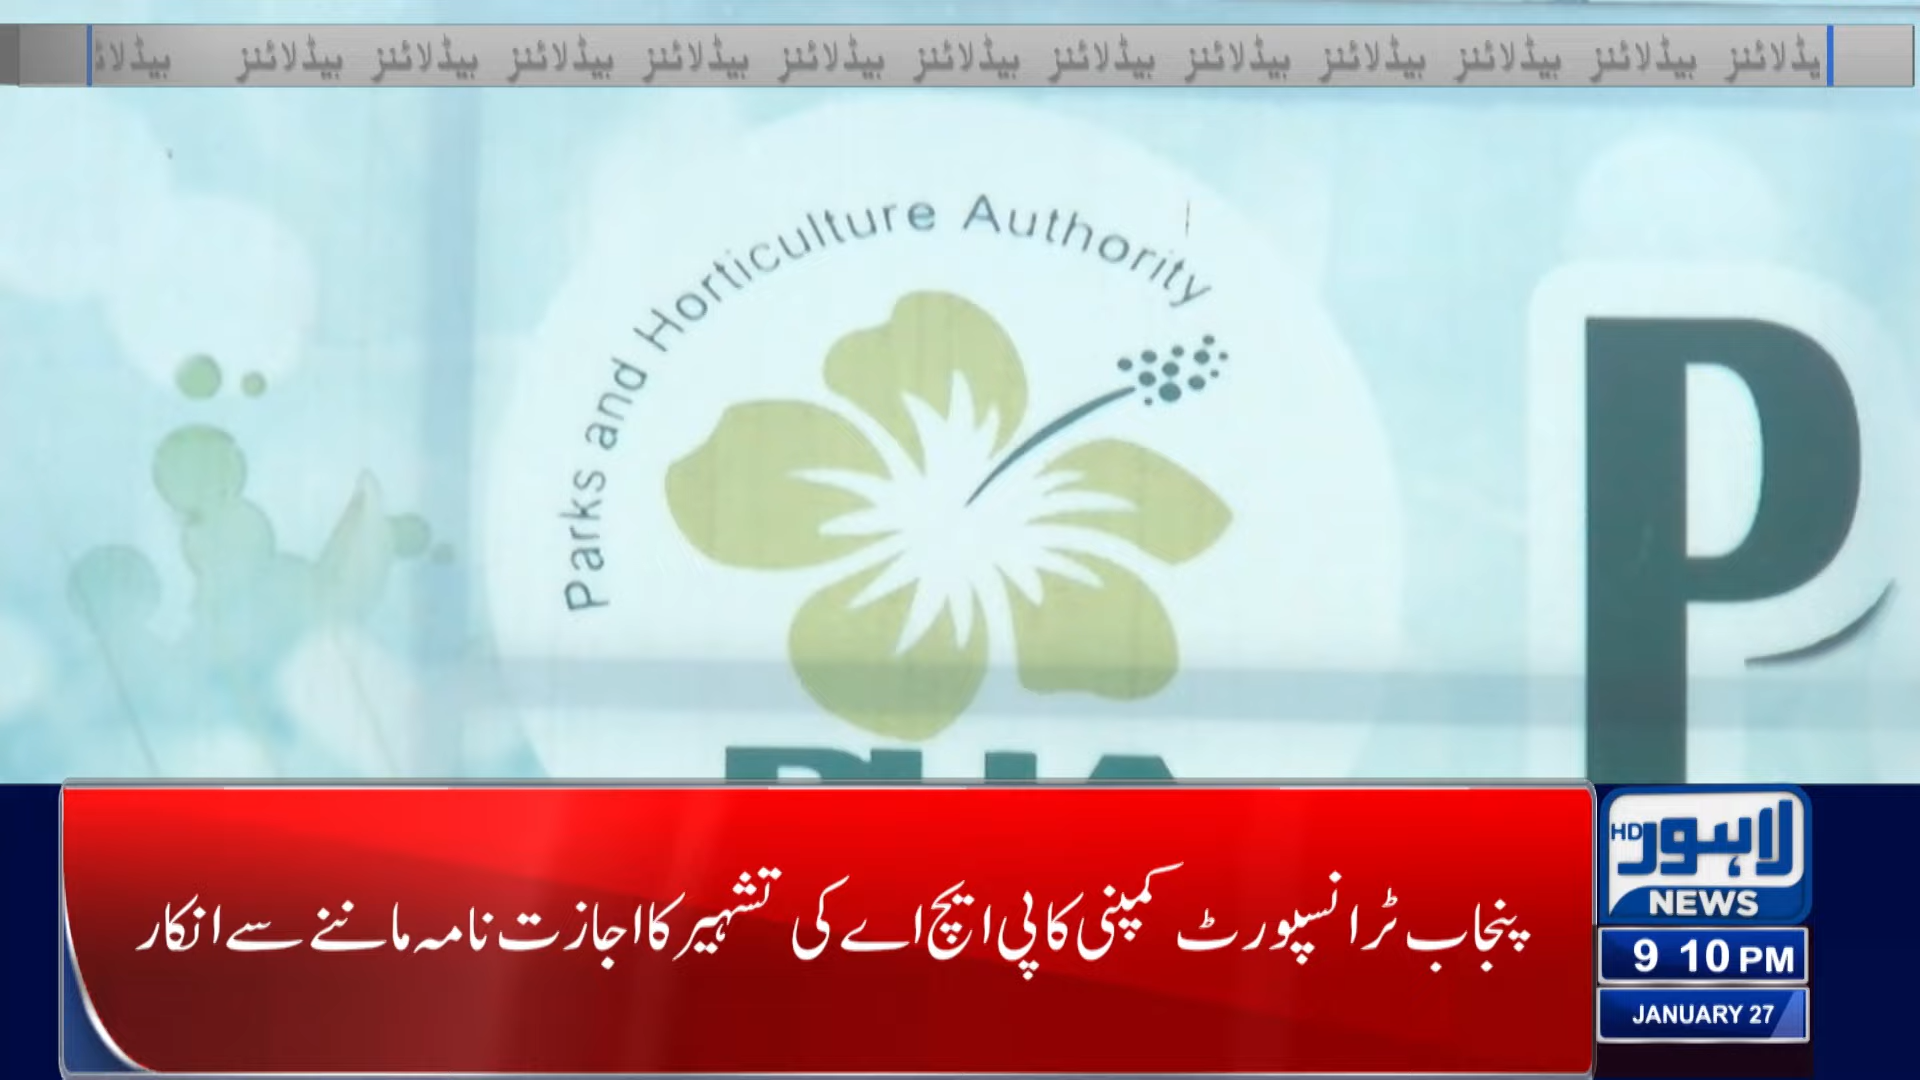 ہیڈلائنز ہیڈلائنز ہیڈلائنز ہیڈلائنز ہیڈلائنز ہیڈلائنز ہیڈلائنز ہیڈلائنز ہیڈلائنز ہیڈلائنز ہیڈلائنز
Parks and Horticulture Authority
P
PHA
لاہور HD
NEWS
پنجاب ٹرانسپورٹ کمپنی کا پی ایچ اے کی تشہیر کا اجازت نامہ ماننے سے انکار
9 10 PM
JANUARY 27